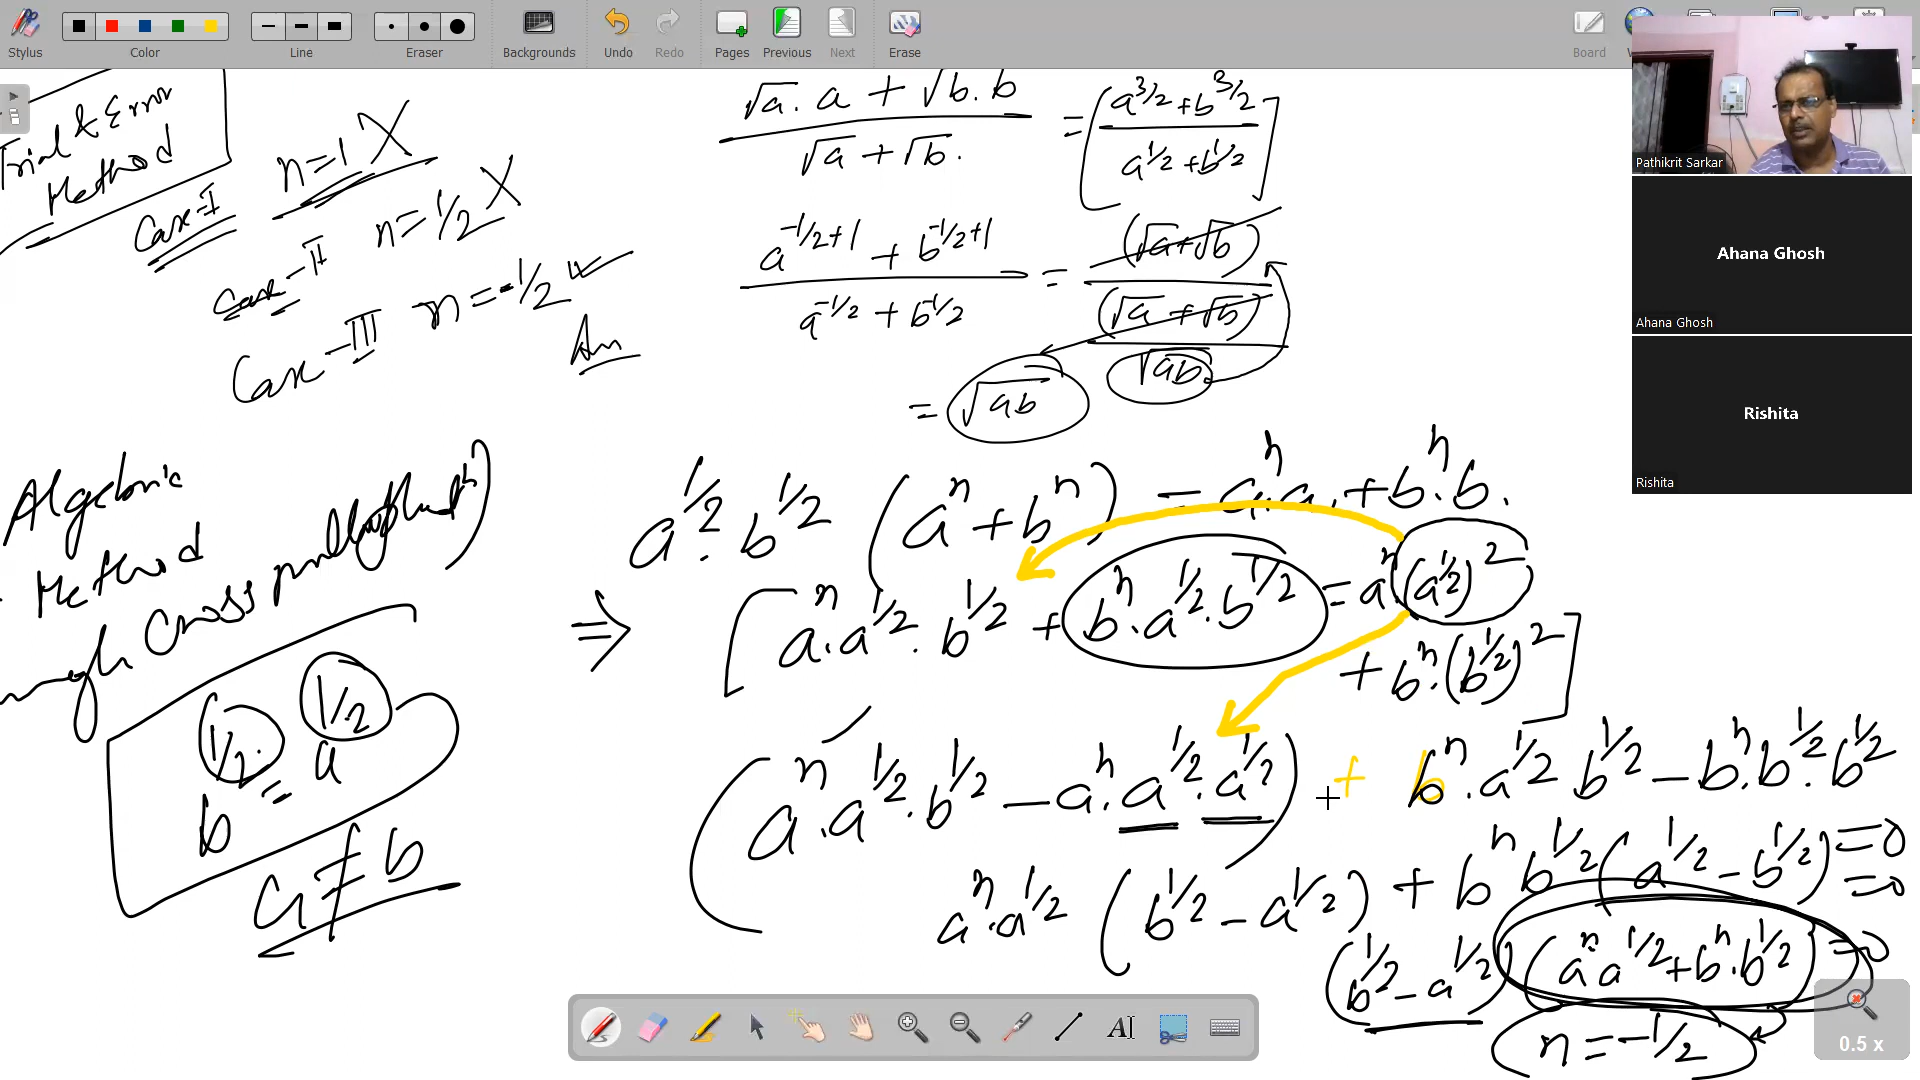 Stylus Color Line Eraser Backgrounds Undo Redo Pages Previous Next Erase Board
Trial & Error
Method
Case-I n=1 X
Case-II n=1/2 X
Case-III n=-1/2 ✓
Ans
√a.a + √b.b / √a + √b. = [a^3/2 + b^3/2 / a^1/2 + b^1/2]
a^-1/2+1 + b^-1/2+1 / a^-1/2 + b^-1/2 = (√a+√b) / (√a+√b) / √ab
= √ab
Algebric
Method
Cross
a^1/2 . b^1/2 (a^n + b^n) = a^n.a. + b^n.b.
⇒ [a^n.a^1/2.b^1/2 + b^n.a^1/2.b^1/2 = a^n.(a^1/2)^2
+ b^n.(b^1/2)^2]
(a^n.a^1/2.b^1/2 - a^n.a^1/2.a^1/2) + b^n.a^1/2 b^1/2 - b^n.b^1/2.b^1/2
=0
a^n.a^1/2 (b^1/2 - a^1/2) + b^n b^1/2 (a^1/2 - b^1/2) =0
(b^1/2 - a^1/2) (a^n a^1/2 + b^n.b^1/2) =0
n=-1/2
b^1/2. = a^1/2
a ≠ b
Pathikrit Sarkar
Ahana Ghosh
Ahana Ghosh
Rishita
Rishita
0.5 x